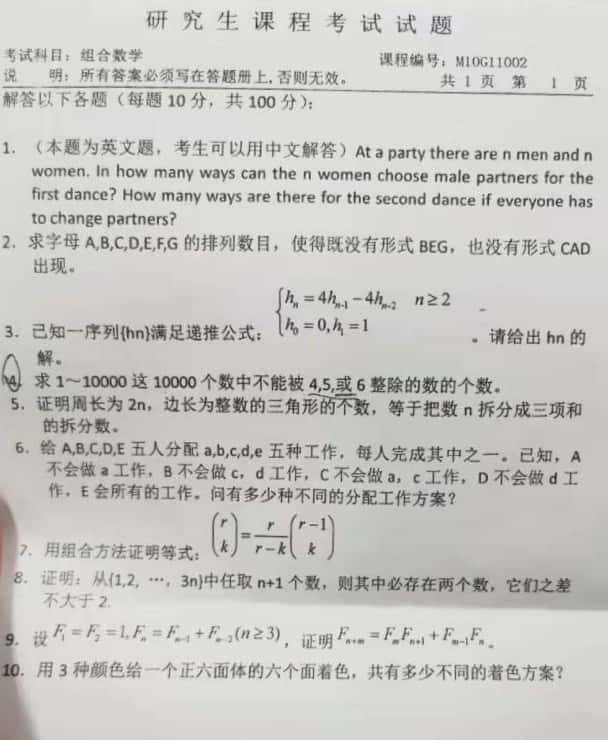 研究生课程考试试题
考试科目：组合数学
课程编号：M10G11002
说 明：所有答案必须写在答题册上,否则无效。
共 1 页 第 1 页
解答以下各题（每题 10 分，共 100 分）：
1. （本题为英文题，考生可以用中文解答）At a party there are n men and n
women. In how many ways can the n women choose male partners for the
first dance? How many ways are there for the second dance if everyone has
to change partners?
2. 求字母 A,B,C,D,E,F,G 的排列数目，使得既没有形式 BEG，也没有形式 CAD
出现。
3. 已知一序列{hn}满足递推公式：{h_n = 4h_{n-1} − 4h_{n-2} n ≥ 2
h_0 = 0, h_1 = 1 。请给出 hn 的
解。
4. 求 1～10000 这 10000 个数中不能被 4,5,或 6 整除的数的个数。
5. 证明周长为 2n，边长为整数的三角形的个数，等于把数 n 拆分成三项和
的拆分数。
6. 给 A,B,C,D,E 五人分配 a,b,c,d,e 五种工作，每人完成其中之一。已知，A
不会做 a 工作，B 不会做 c，d 工作，C 不会做 a，c 工作，D 不会做 d 工
作，E 会所有的工作。问有多少种不同的分配工作方案？
7. 用组合方法证明等式：(r k) = r/(r−k) (r−1 k)
8. 证明：从{1,2, …, 3n}中任取 n+1 个数，则其中必存在两个数，它们之差
不大于 2.
9. 设 F_1 = F_2 = 1, F_n = F_{n-1} + F_{n-2} (n ≥ 3)，证明 F_{n+m} = F_m F_{n+1} + F_{m-1} F_n。
10. 用 3 种颜色给一个正六面体的六个面着色，共有多少不同的着色方案？